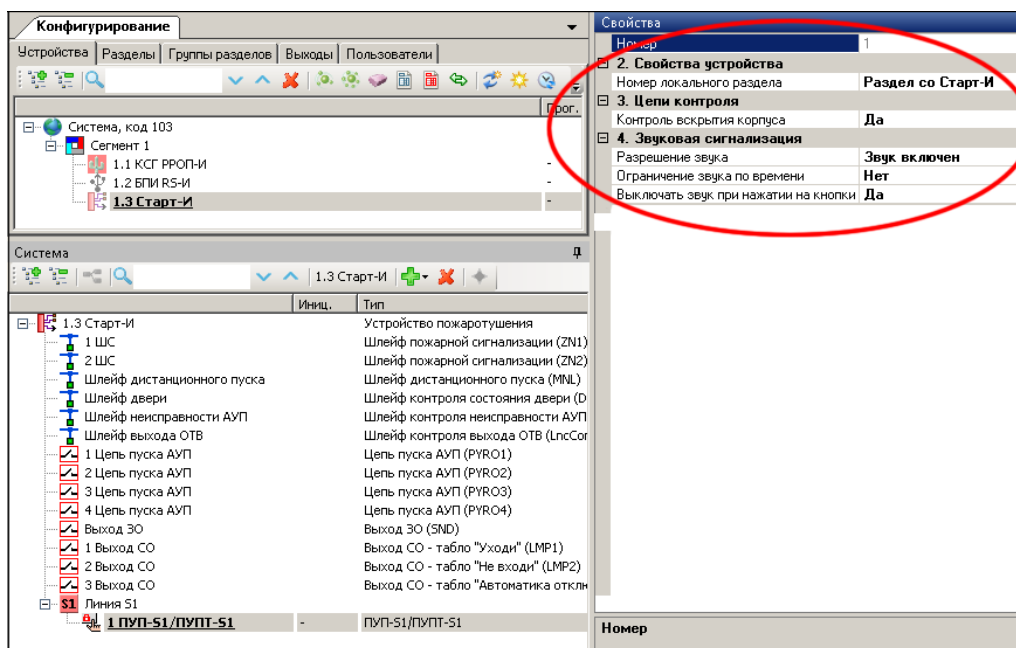 Конфигурирование
Устройства Разделы Группы разделов Выходы Пользователи
Прог.
Система, код 103
Сегмент 1
1.1 КСГ РРОП-И -
1.2 БПИ RS-И -
1.3 Старт-И -
Система
1.3 Старт-И
Иниц. Тип
1.3 Старт-И Устройство пожаротушения
1 ШС Шлейф пожарной сигнализации (ZN1)
2 ШС Шлейф пожарной сигнализации (ZN2)
Шлейф дистанционного пуска Шлейф дистанционного пуска (MNL)
Шлейф двери Шлейф контроля состояния двери (D
Шлейф неисправности АУП Шлейф контроля неисправности АУП
Шлейф выхода ОТВ Шлейф контроля выхода ОТВ (LncCor
1 Цепь пуска АУП Цепь пуска АУП (PYRO1)
2 Цепь пуска АУП Цепь пуска АУП (PYRO2)
3 Цепь пуска АУП Цепь пуска АУП (PYRO3)
4 Цепь пуска АУП Цепь пуска АУП (PYRO4)
Выход ЗО Выход ЗО (SND)
1 Выход СО Выход СО - табло "Уходи" (LMP1)
2 Выход СО Выход СО - табло "Не входи" (LMP2)
3 Выход СО Выход СО - табло "Автоматика отклю
S1 Линия S1
1 ПУП-S1/ПУПТ-S1 - ПУП-S1/ПУПТ-S1
Свойства
Номер 1
2. Свойства устройства
Номер локального раздела Раздел со Старт-И
3. Цепи контроля
Контроль вскрытия корпуса Да
4. Звуковая сигнализация
Разрешение звука Звук включен
Ограничение звука по времени Нет
Выключать звук при нажатии на кнопки Да
Номер